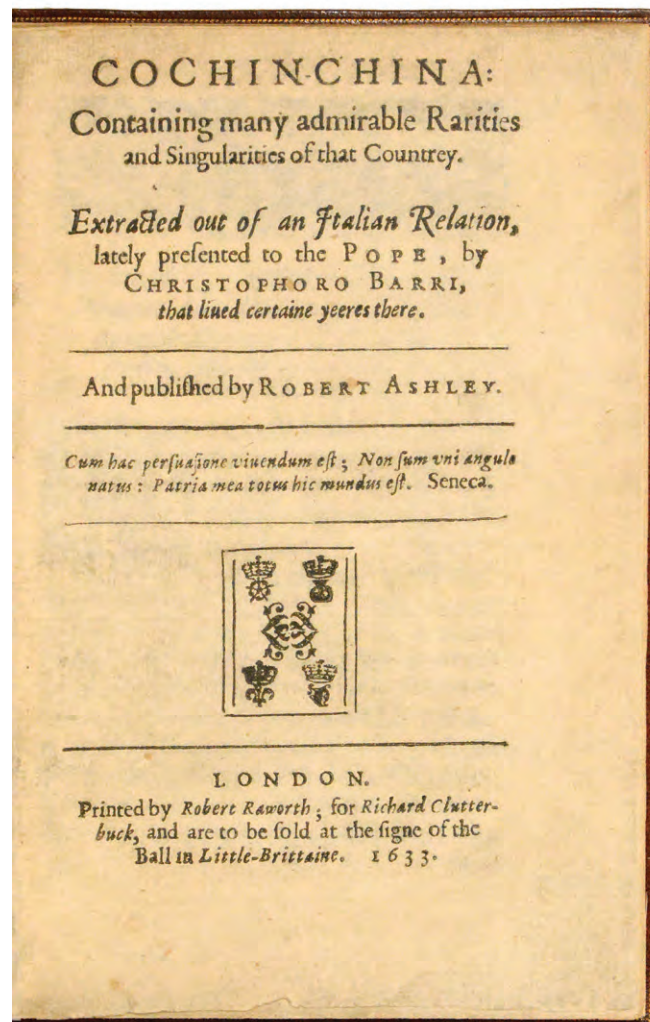 COCHIN-CHINA:
Containing many admirable Rarities
and Singularities of that Countrey.
Extracted out of an Italian Relation,
lately preſented to the POPE, by
CHRISTOPHORO BARRI,
that liued certaine yeeres there.
And publiſhed by ROBERT ASHLEY.
Cum hac perſuaſione viuendum eſt; Non ſum vni angulo
natus: Patria mea totus hic mundus eſt. Seneca.
LONDON.
Printed by Robert Raworth; for Richard Clutter-
buck, and are to be ſold at the ſigne of the
Ball in Little-Brittaine. 1633.